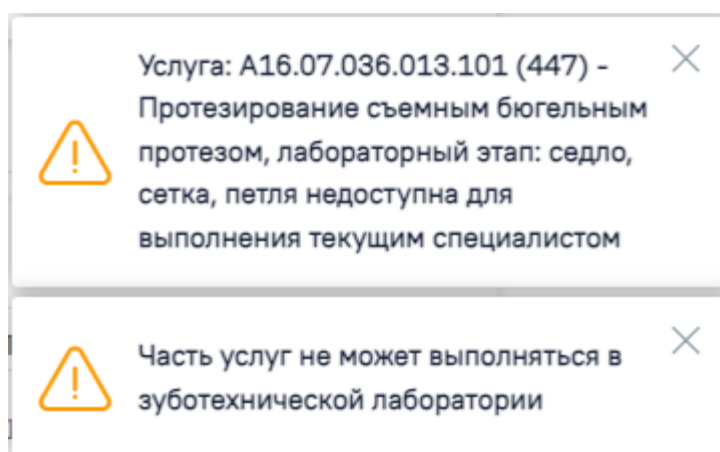 Услуга: A16.07.036.013.101 (447) –
Протезирование съемным бюгельным
протезом, лабораторный этап: седло,
сетка, петля недоступна для
выполнения текущим специалистом
Часть услуг не может выполняться в
зуботехнической лаборатории